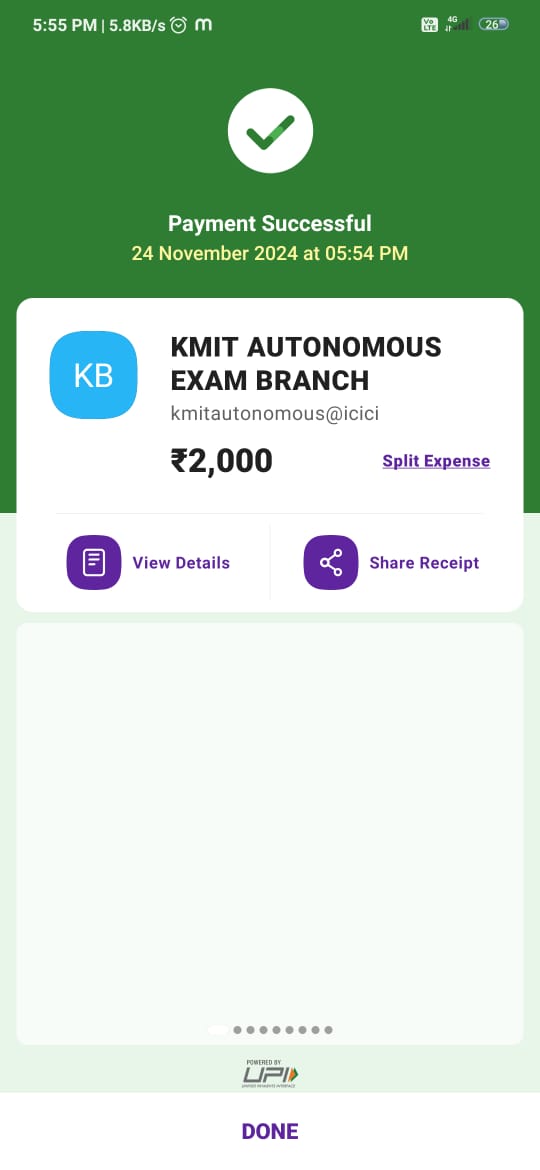 5:55 PM | 5.8KB/s m Vo LTE 4G 26
Payment Successful
24 November 2024 at 05:54 PM
KB
KMIT AUTONOMOUS
EXAM BRANCH
kmitautonomous@icici
₹2,000
Split Expense
View Details
Share Receipt
POWERED BY
UPI
UNIFIED PAYMENTS INTERFACE
DONE